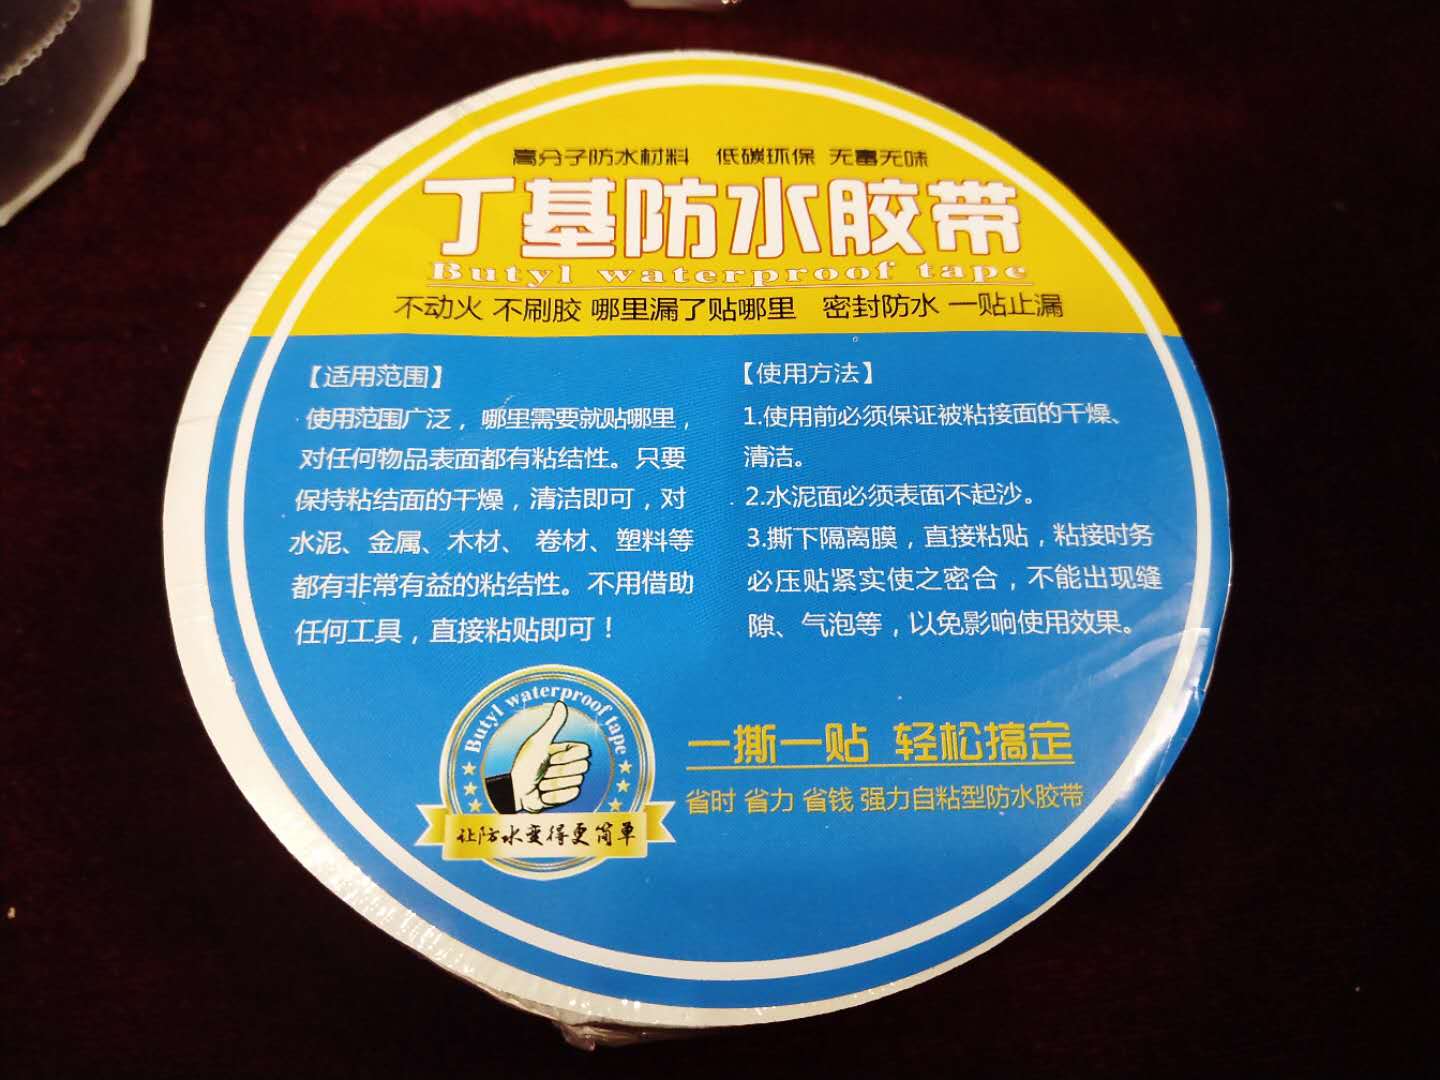 高分子防水材料 低碳环保 无毒无味
丁基防水胶带
Butyl waterproof tape
不动火 不刷胶 哪里漏了贴哪里 密封防水 一贴止漏
【适用范围】
使用范围广泛，哪里需要就贴哪里，
对任何物品表面都有粘结性。只要
保持粘结面的干燥，清洁即可，对
水泥、金属、木材、卷材、塑料等
都有非常有益的粘结性。不用借助
任何工具，直接粘贴即可！
【使用方法】
1.使用前必须保证被粘接面的干燥、
清洁。
2.水泥面必须表面不起沙。
3.撕下隔离膜，直接粘贴，粘接时务
必压贴紧实使之密合，不能出现缝
隙、气泡等，以免影响使用效果。
Butyl waterproof tape
让防水变得更简单
一撕一贴 轻松搞定
省时 省力 省钱 强力自粘型防水胶带